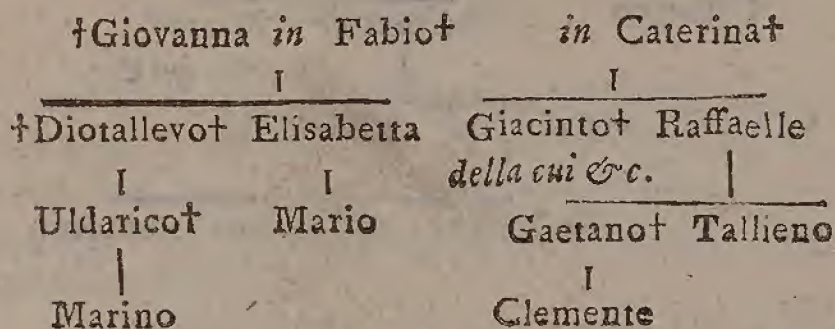 †Giovanna in Fabio† in Caterina†
†Diotallevo† Elisabetta Giacinto† Raffaelle
della cui &c.
Uldarico† Mario Gaetano† Tallieno
Marino Clemente